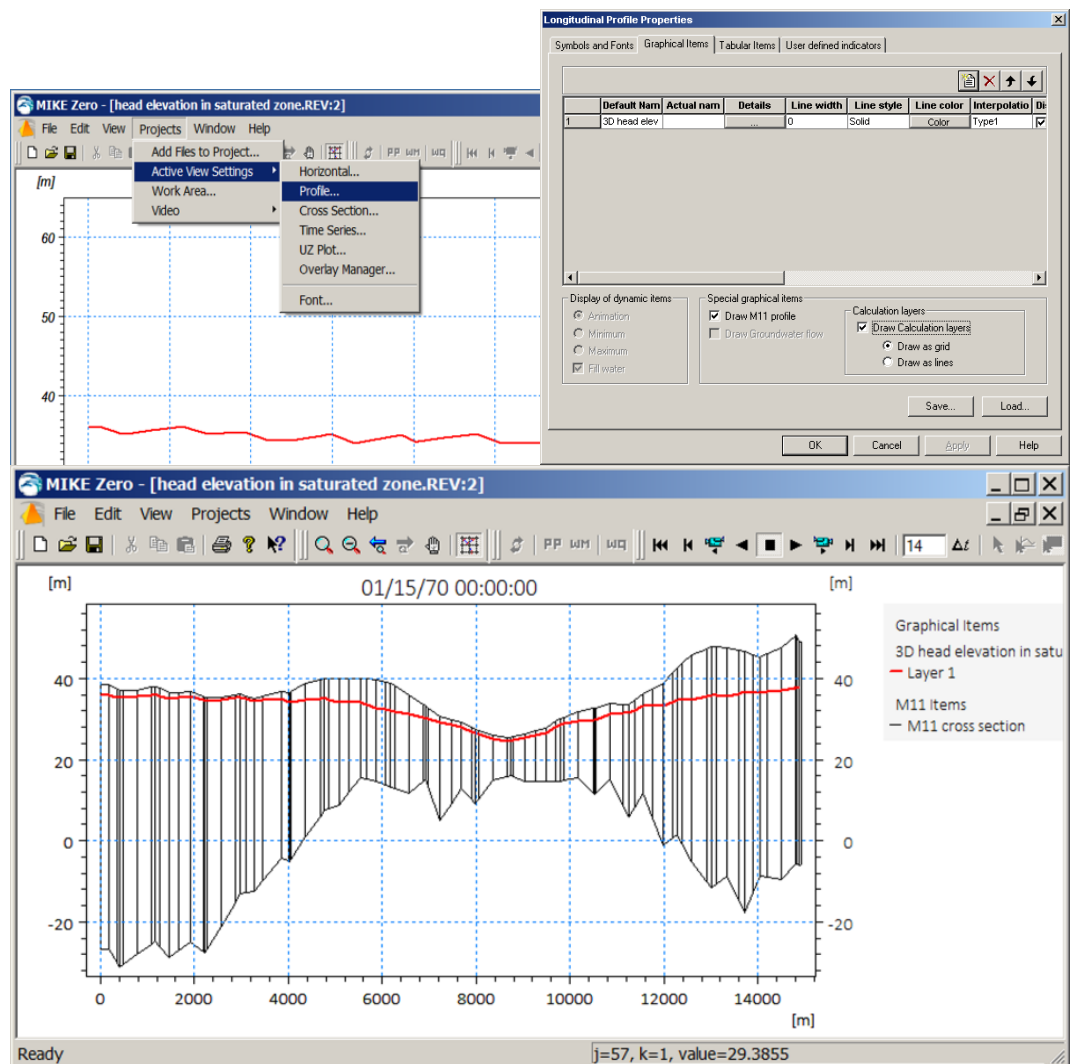 Longitudinal Profile Properties
Symbols and Fonts Graphical Items Tabular Items User defined indicators
Default Nam Actual nam Details Line width Line style Line color Interpolatio Di
1 3D head elev ... 0 Solid Color Type1
Display of dynamic items
Animation
Minimum
Maximum
Fill water
Special graphical items
Draw M11 profile
Draw Groundwater flow
Calculation layers
Draw Calculation layers
Draw as grid
Draw as lines
Save... Load...
OK Cancel Apply Help
MIKE Zero - [head elevation in saturated zone.REV:2]
File Edit View Projects Window Help
PP WM WQ
Add Files to Project...
Active View Settings
Work Area...
Video
Horizontal...
Profile...
Cross Section...
Time Series...
UZ Plot...
Overlay Manager...
Font...
[m]
60
50
40
MIKE Zero - [head elevation in saturated zone.REV:2]
File Edit View Projects Window Help
PP WM WQ 14 Δt
[m] 01/15/70 00:00:00 [m]
40 40
20 20
0 0
-20 -20
0 2000 4000 6000 8000 10000 12000 14000
[m]
Graphical Items
3D head elevation in satu
Layer 1
M11 Items
M11 cross section
Ready j=57, k=1, value=29.3855